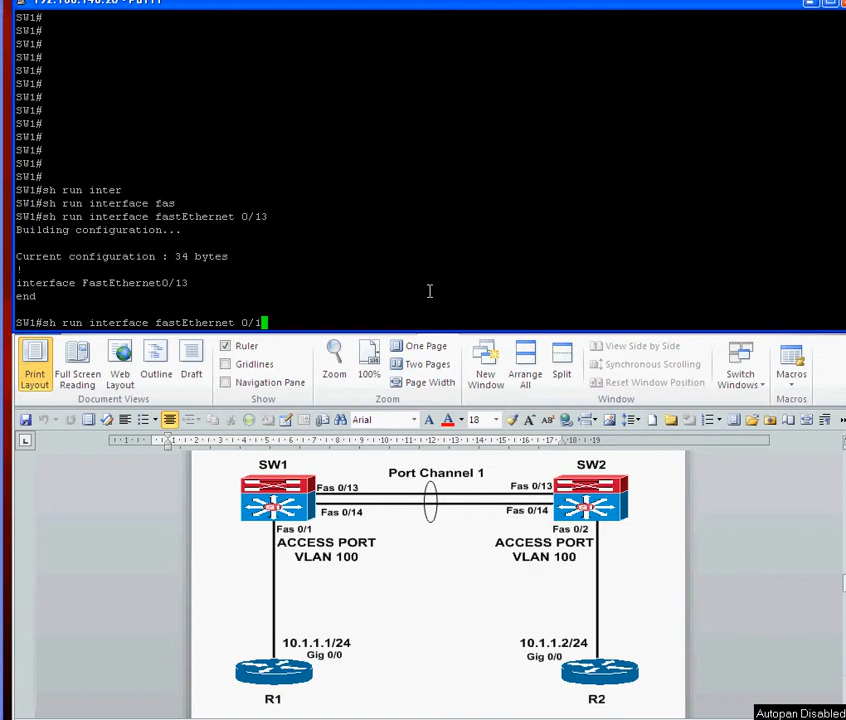 SW1#
SW1#
SW1#
SW1#
SW1#
SW1#
SW1#
SW1#
SW1#
SW1#
SW1#
SW1#
SW1#
SW1#sh run inter
SW1#sh run interface fas
SW1#sh run interface fastEthernet 0/13
Building configuration...
Current configuration : 34 bytes
!
interface FastEthernet0/13
end
SW1#sh run interface fastEthernet 0/1
Print Layout
Full Screen Reading
Web Layout
Outline
Draft
Document Views
Ruler
Gridlines
Navigation Pane
Show
Zoom
100%
One Page
Two Pages
Page Width
Zoom
New Window
Arrange All
Split
View Side by Side
Synchronous Scrolling
Reset Window Position
Switch Windows
Window
Macros
Macros
Arial
18
SW1
Port Channel 1
SW2
Fas 0/13
Fas 0/13
Fas 0/14
Fas 0/14
Fas 0/1
Fas 0/2
ACCESS PORT
VLAN 100
ACCESS PORT
VLAN 100
10.1.1.1/24
Gig 0/0
10.1.1.2/24
Gig 0/0
R1
R2
Autopan Disabled